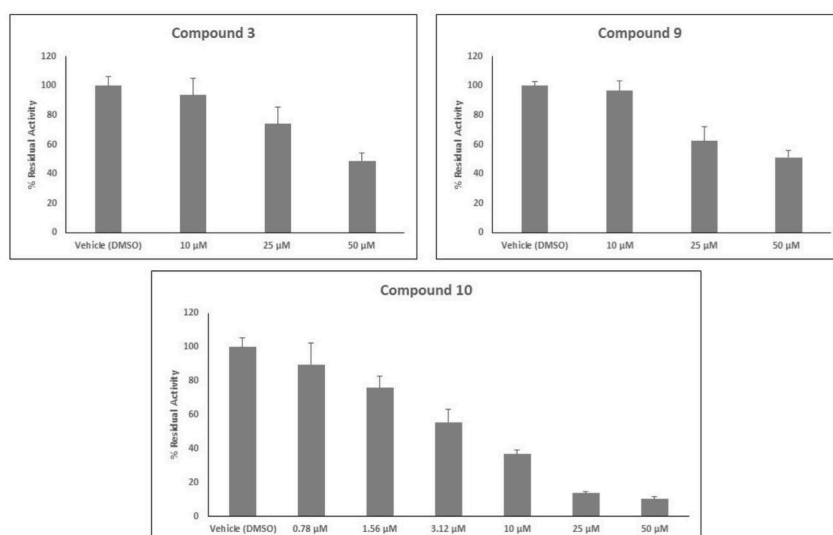 Compound 3
% Residual Activity
120
100
80
60
40
20
0
Vehicle (DMSO) 10 µM 25 µM 50 µM
Compound 9
% Residual Activity
120
100
80
60
40
20
0
Vehicle (DMSO) 10 µM 25 µM 50 µM
Compound 10
% Residual Activity
120
100
80
60
40
20
0
Vehicle (DMSO) 0.78 µM 1.56 µM 3.12 µM 10 µM 25 µM 50 µM